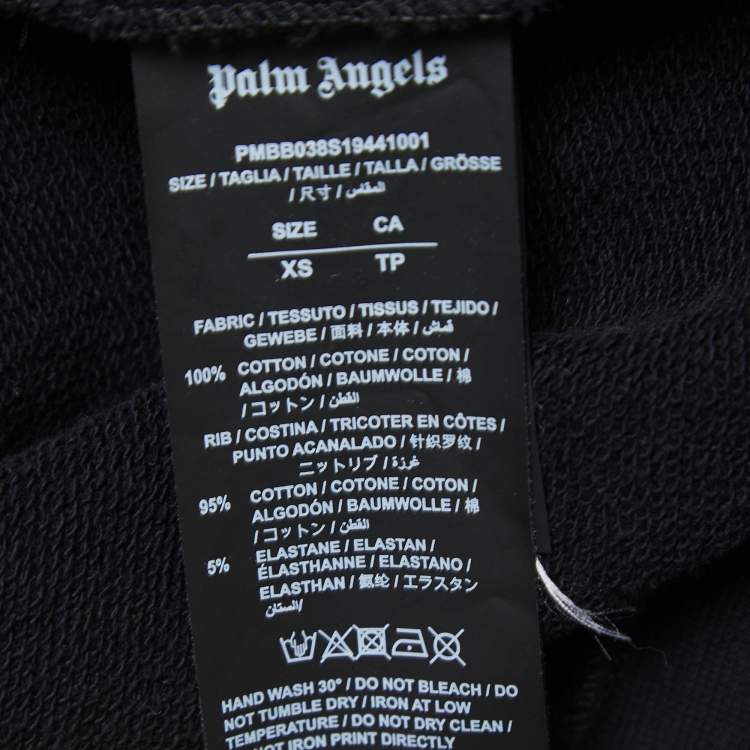 Palm Angels
PMBB038S19441001
SIZE / TAGLIA / TAILLE / TALLA / GRÖSSE
/ 尺寸 / المقاس /
SIZE CA
XS TP
FABRIC / TESSUTO / TISSUS / TEJIDO /
GEWEBE / 面料 / 本体 / قماش /
100% COTTON / COTONE / COTON /
ALGODÓN / BAUMWOLLE / 棉
/ コットン / القطن /
RIB / COSTINA / TRICOTER EN CÔTES /
PUNTO ACANALADO / 针织罗纹 /
ニットリブ / غرزة /
95% COTTON / COTONE / COTON /
ALGODÓN / BAUMWOLLE / 棉
/ コットン / القطن /
5% ELASTANE / ELASTAN /
ÉLASTHANNE / ELASTANO /
ELASTHAN / 氨纶 / エラスタン
/
HAND WASH 30° / DO NOT BLEACH / DO
NOT TUMBLE DRY / IRON AT LOW
TEMPERATURE / DO NOT DRY CLEAN /
NOT IRON PRINT DIRECTLY